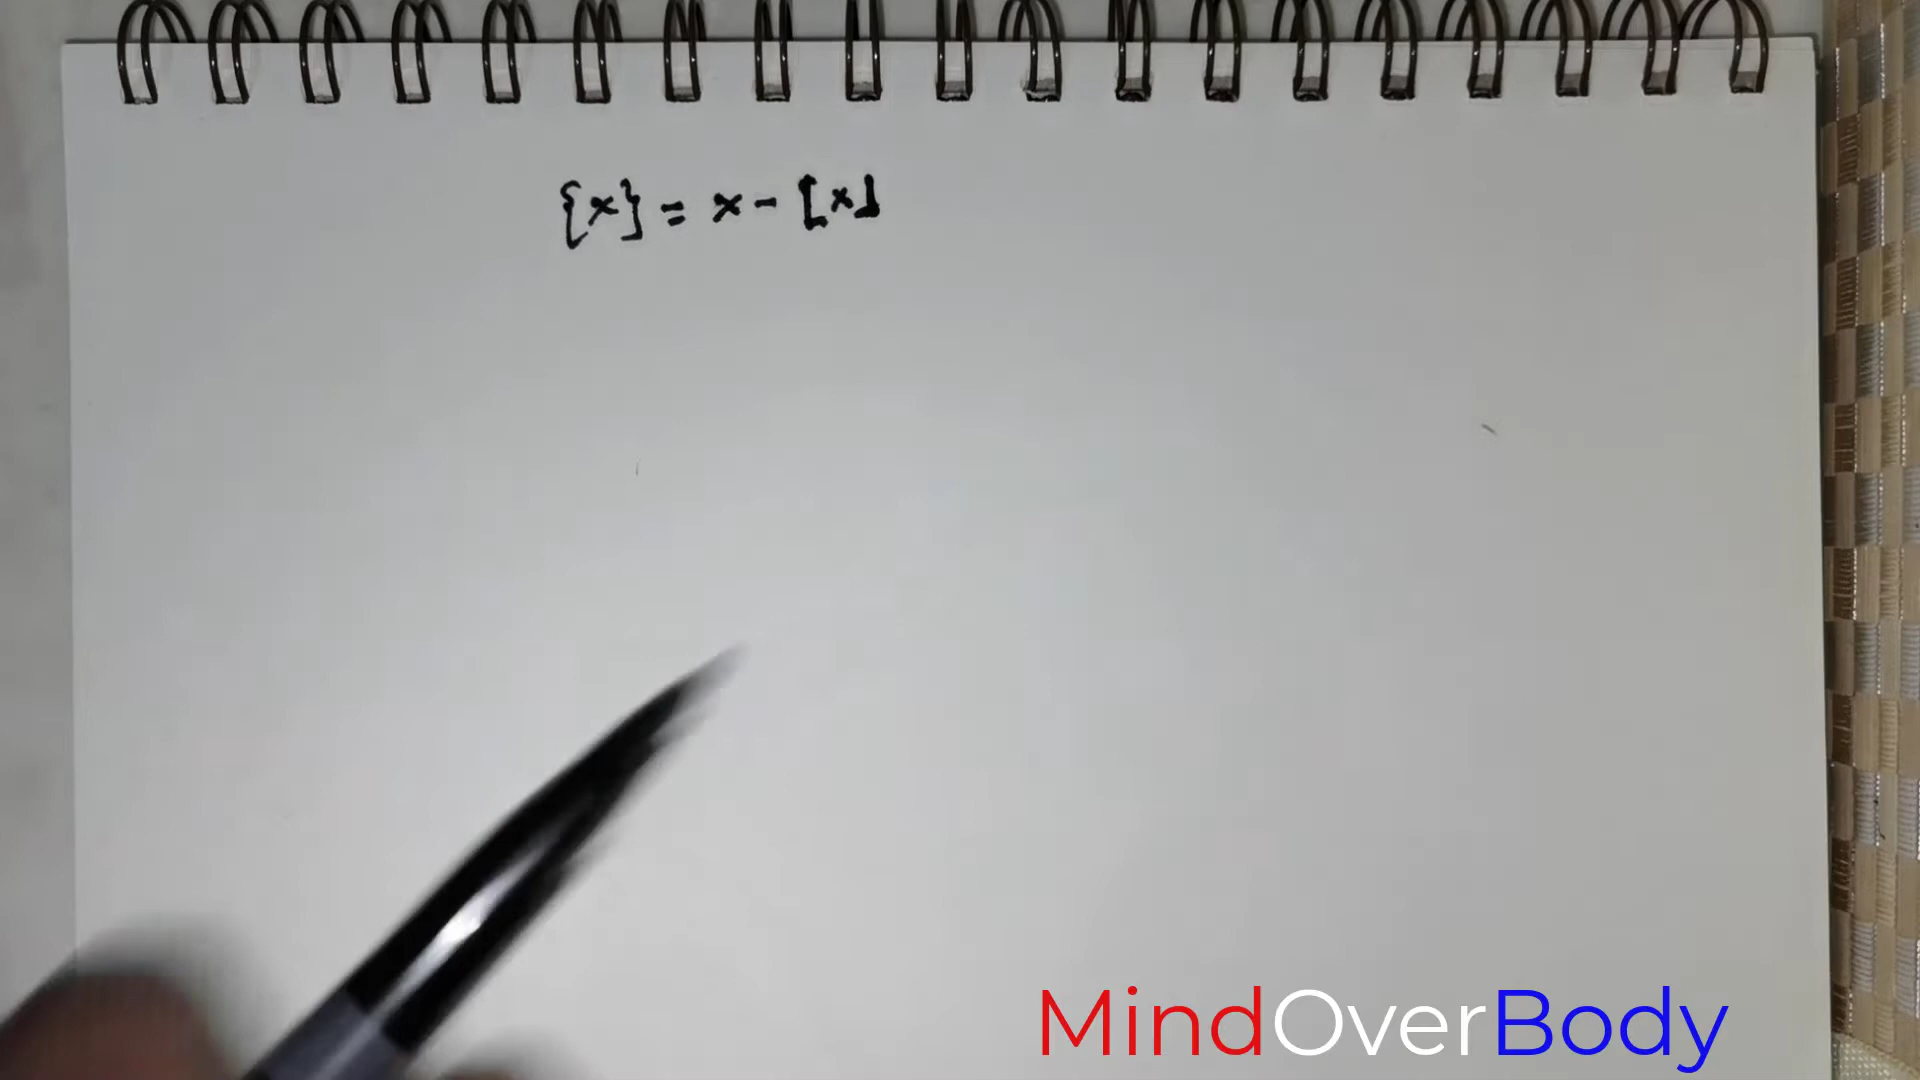 {x} = x - ⌊x⌋
MindOverBody